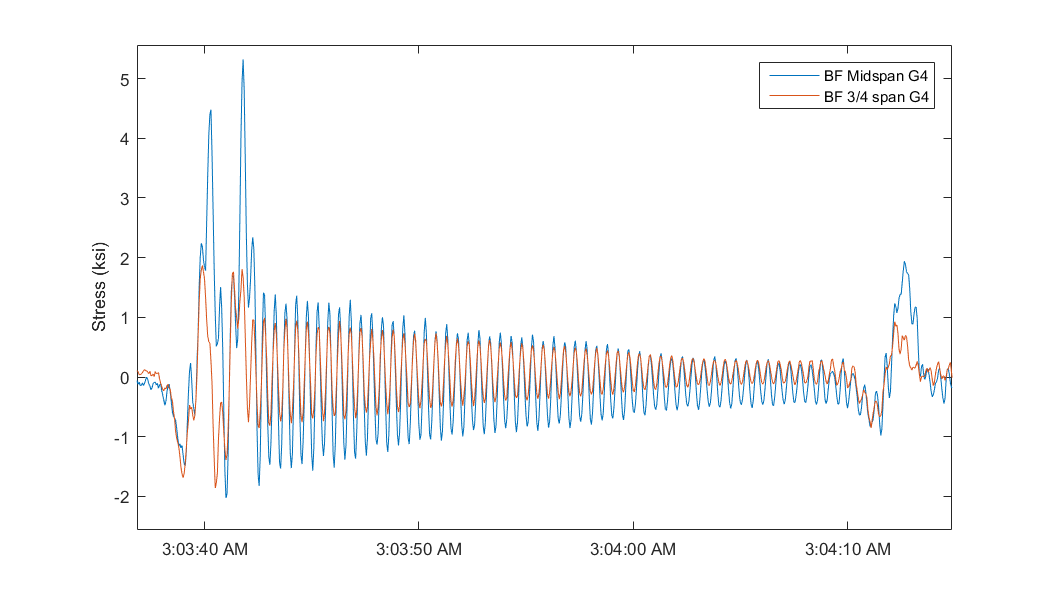 BF Midspan G4
BF 3/4 span G4
Stress (ksi)
5
4
3
2
1
0
-1
-2
3:03:40 AM
3:03:50 AM
3:04:00 AM
3:04:10 AM